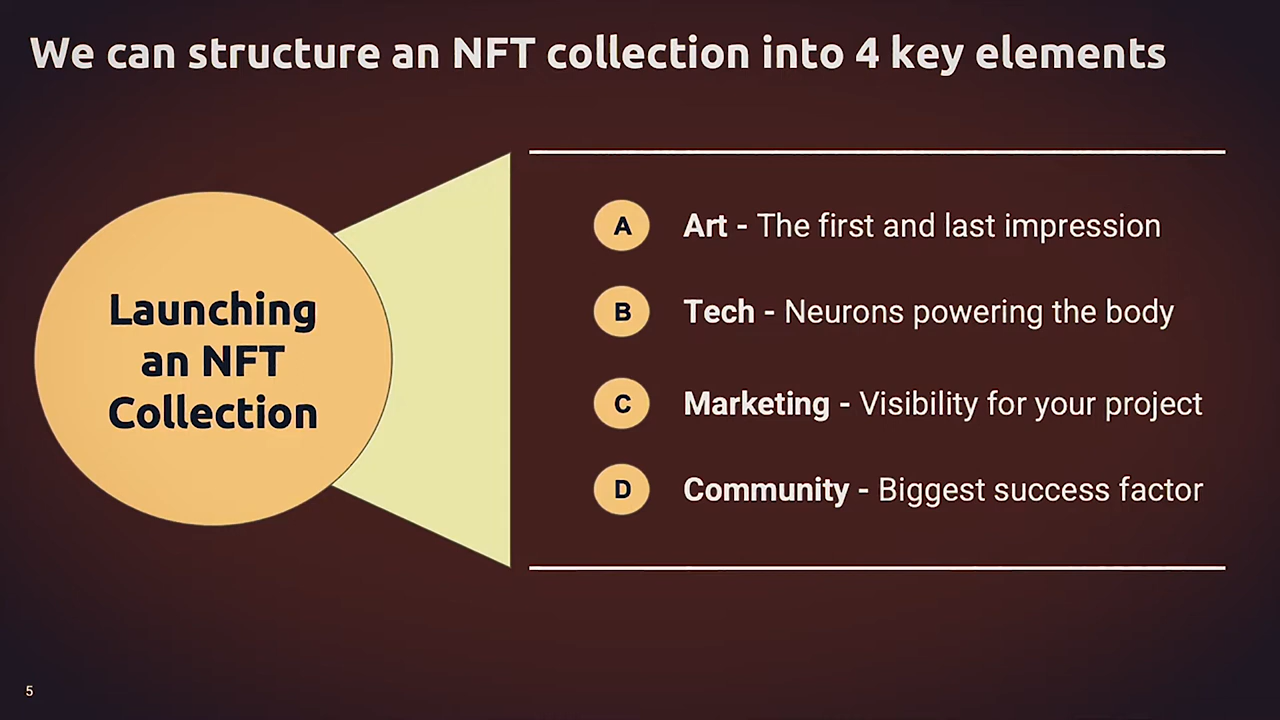 We can structure an NFT collection into 4 key elements
Launching
an NFT
Collection
A Art - The first and last impression
B Tech - Neurons powering the body
C Marketing - Visibility for your project
D Community - Biggest success factor
5